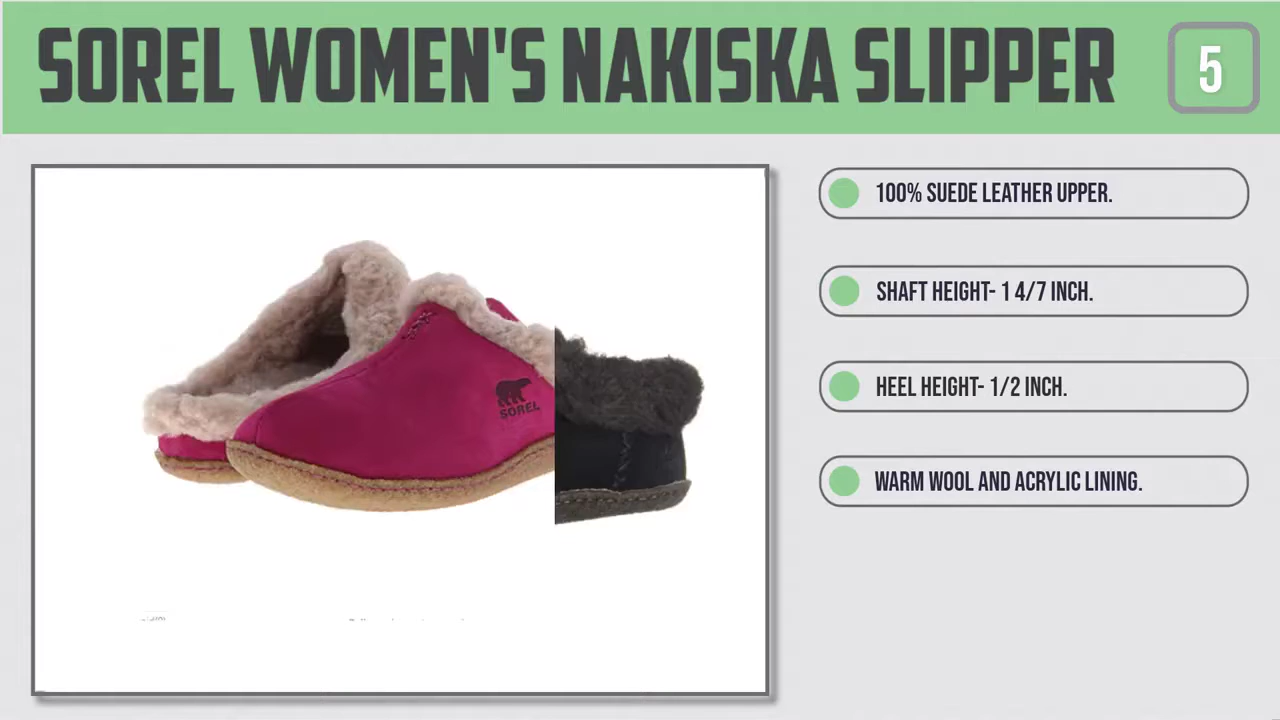 SOREL WOMEN'S NAKISKA SLIPPER
5
100% SUEDE LEATHER UPPER.
SHAFT HEIGHT- 1 4/7 INCH.
HEEL HEIGHT- 1/2 INCH.
WARM WOOL AND ACRYLIC LINING.
SOREL